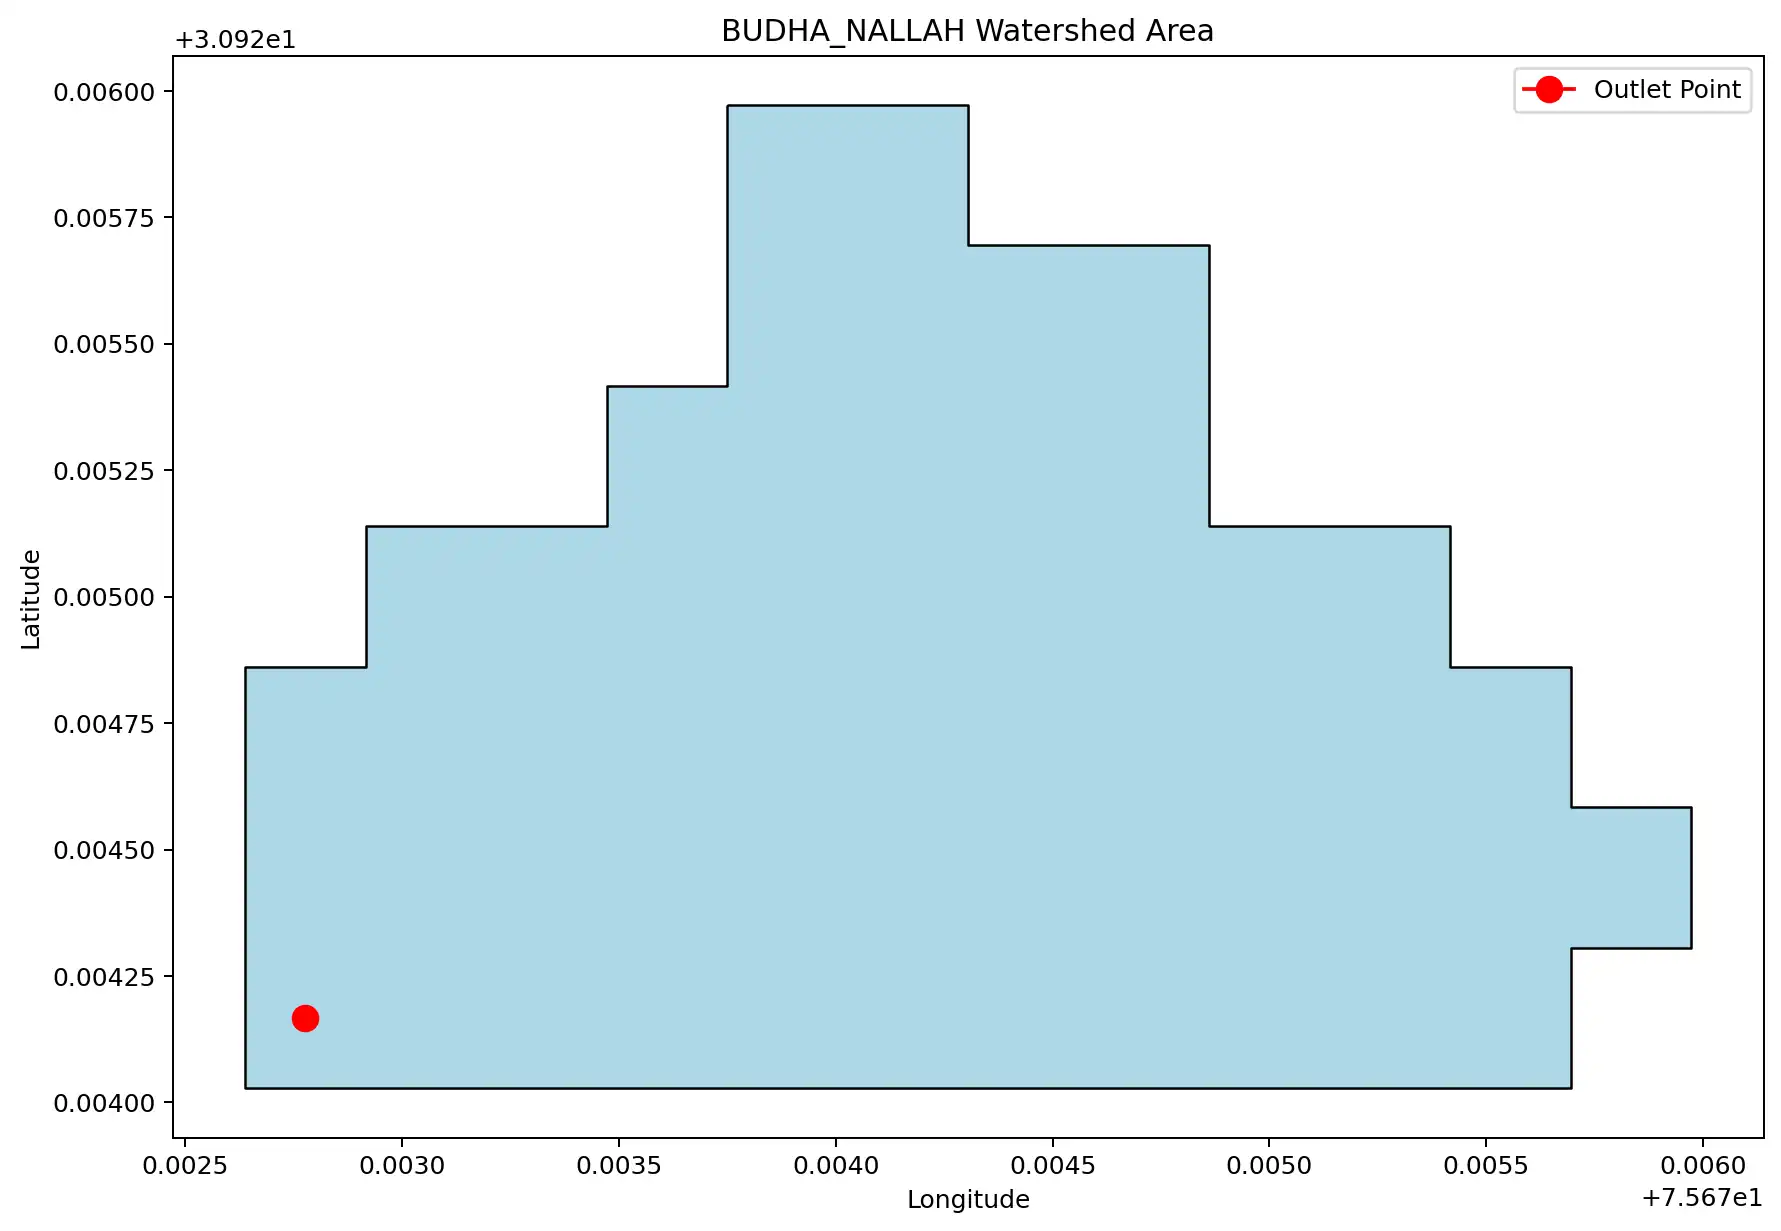 BUDHA_NALLAH Watershed Area
+3.092e1
Outlet Point
0.00600
0.00575
0.00550
0.00525
0.00500
0.00475
0.00450
0.00425
0.00400
Latitude
0.0025 0.0030 0.0035 0.0040 0.0045 0.0050 0.0055 0.0060
Longitude
+7.567e1